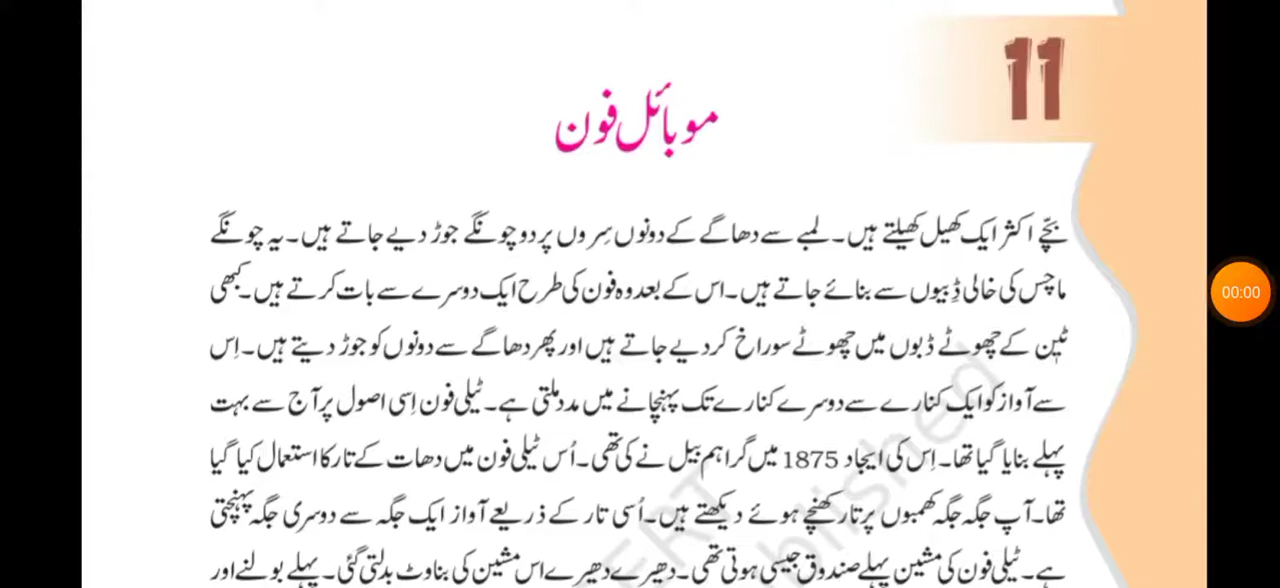 11
موبائل فون
بچّے اکثر ایک کھیل کھیلتے ہیں۔ لمبے سے دھاگے کے دونوں سِروں پر دو چونگے جوڑ دیے جاتے ہیں۔ یہ چونگے
ماچس کی خالی ڈِبیوں سے بنائے جاتے ہیں۔ اس کے بعد وہ فون کی طرح ایک دوسرے سے بات کرتے ہیں۔ کبھی
ٹین کے چھوٹے ڈبوں میں چھوٹے سوراخ کر دیے جاتے ہیں اور پھر دھاگے سے دونوں کو جوڑ دیتے ہیں۔ اِس
سے آواز کو ایک کنارے سے دوسرے کنارے تک پہنچانے میں مدد ملتی ہے۔ ٹیلی فون اِسی اصول پر آج سے بہت
پہلے بنایا گیا تھا۔ اِس کی ایجاد 1875 میں گراہم بیل نے کی تھی۔ اُس ٹیلی فون میں دھات کے تار کا استعمال کیا گیا
تھا۔ آپ جگہ جگہ کھمبوں پر تار کھنچے ہوئے دیکھتے ہیں۔ اُسی تار کے ذریعے آواز ایک جگہ سے دوسری جگہ پہنچتی
ہے۔ ٹیلی فون کی مشین پہلے صندوق جیسی ہوتی تھی۔ دھیرے دھیرے اس مشین کی بناوٹ بدلتی گئی۔ پہلے بولنے اور
00:00